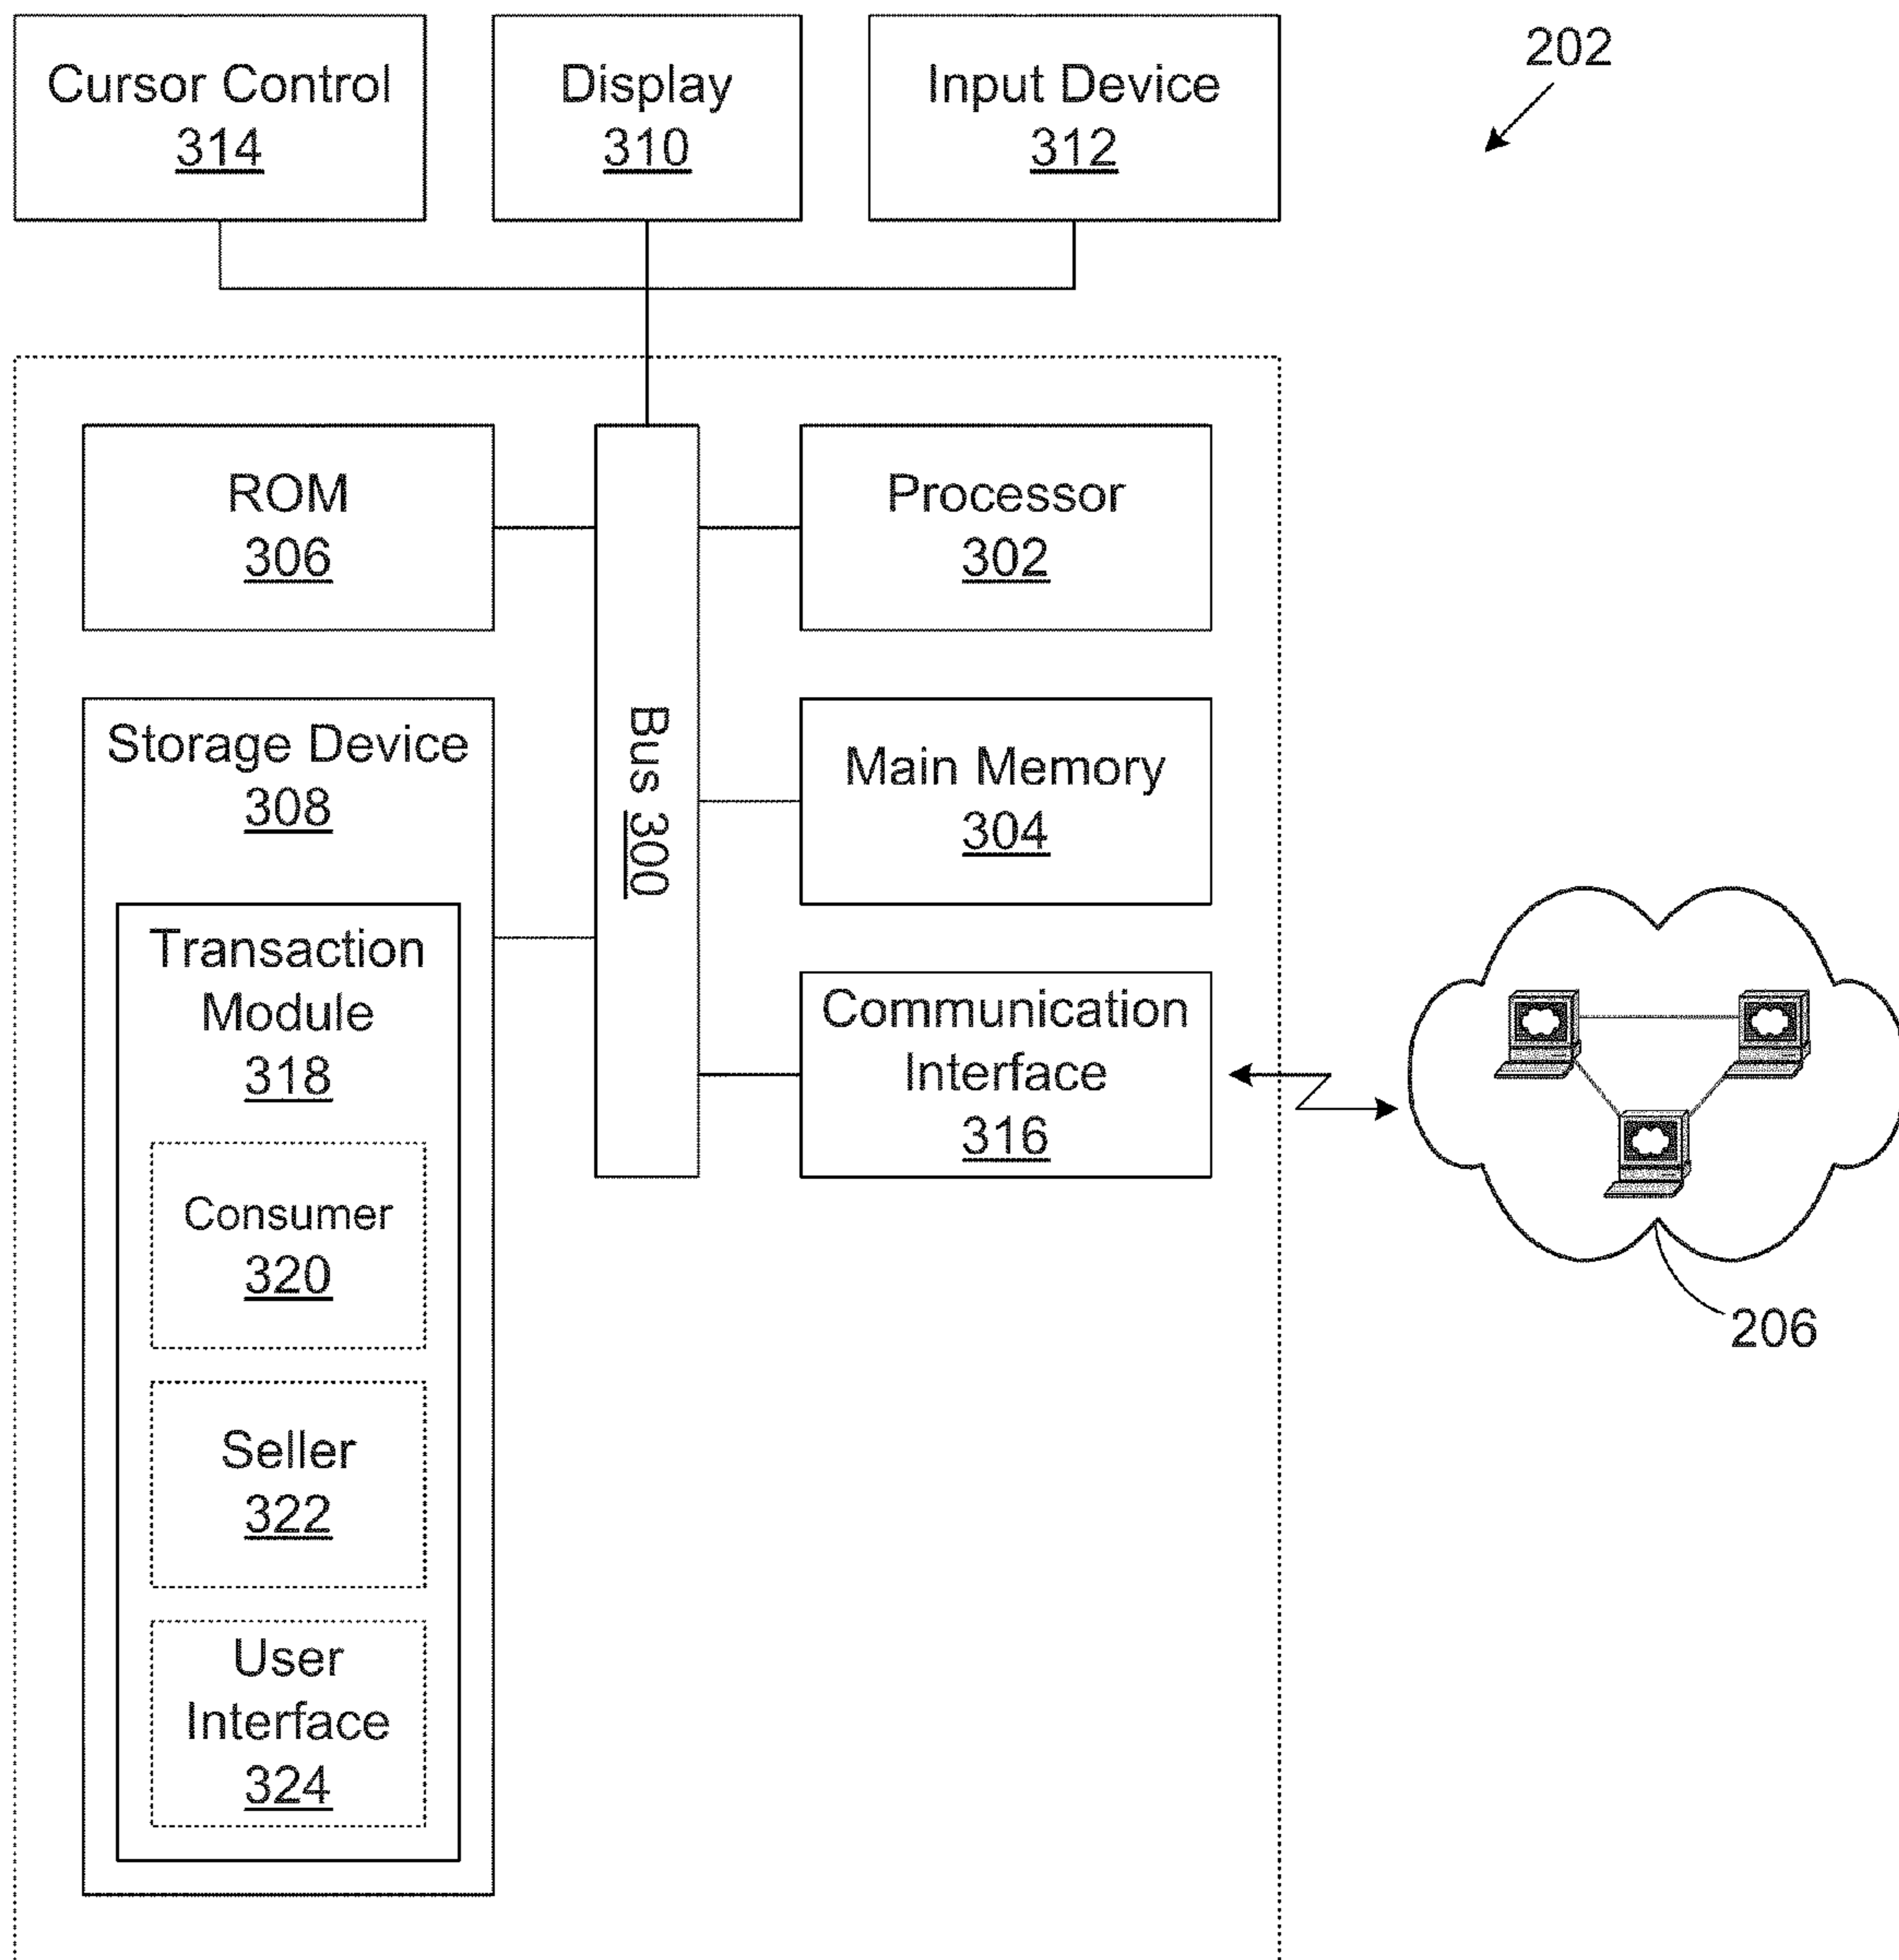 Cursor Control
314
Display
310
Input Device
312
202
ROM
306
Processor
302
Storage Device
308
Bus 300
Main Memory
304
Transaction
Module
318
Communication
Interface
316
Consumer
320
206
Seller
322
User
Interface
324